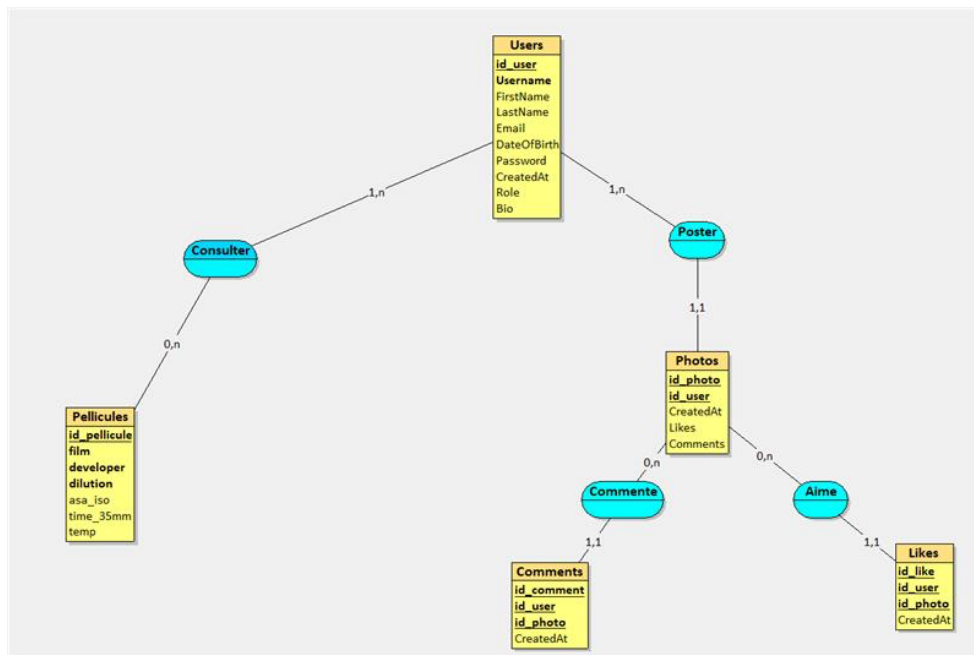 Users
id_user
Username
FirstName
LastName
Email
DateOfBirth
Password
CreatedAt
Role
Bio
1,n
1,n
Consulter
Poster
0,n
1,1
Pellicules
id_pellicule
film
developer
dilution
asa_iso
time_35mm
temp
Photos
id_photo
id_user
CreatedAt
Likes
Comments
0,n
0,n
Commente
Aime
1,1
1,1
Comments
id_comment
id_user
id_photo
CreatedAt
Likes
id_like
id_user
id_photo
CreatedAt